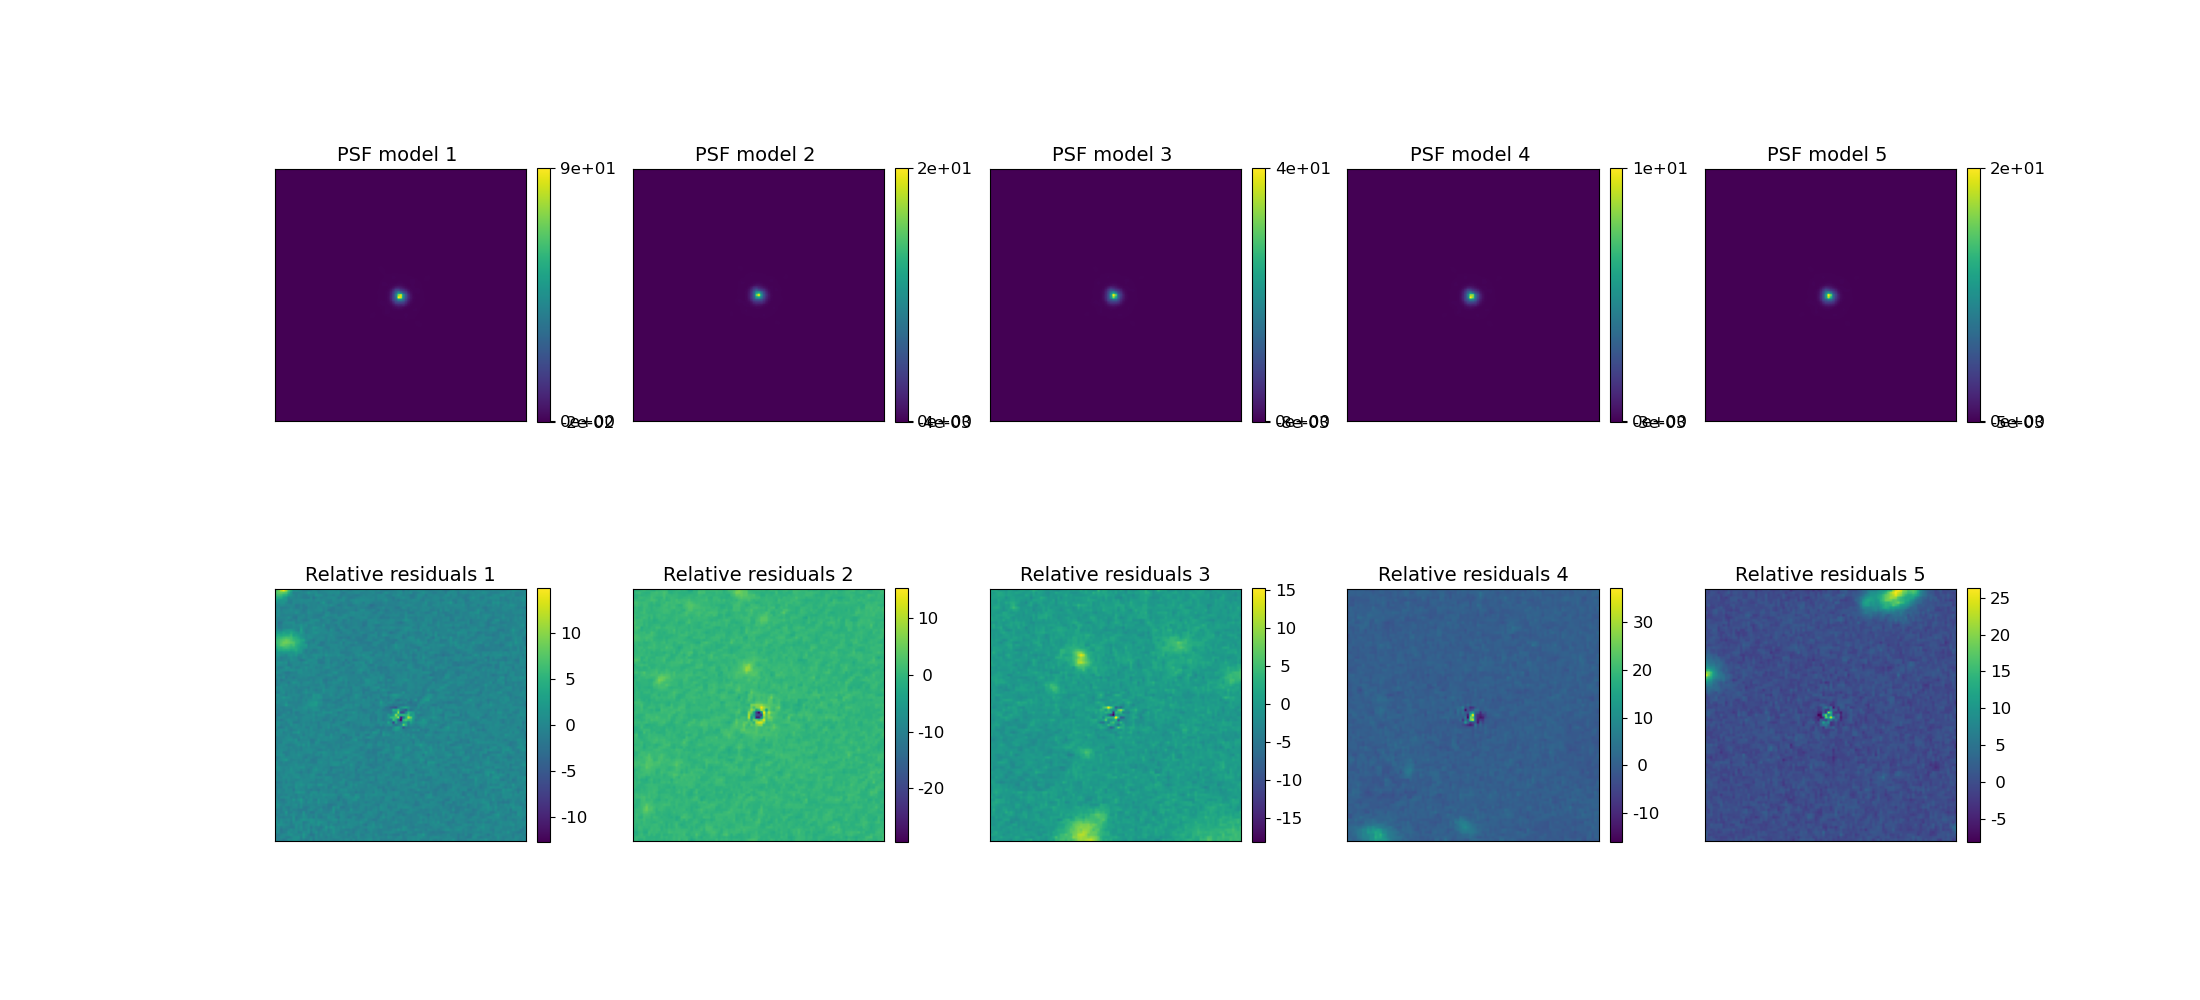 PSF model 1
9e+01
PSF model 2
2e+01
PSF model 3
4e+01
PSF model 4
1e+01
PSF model 5
2e+01
Relative residuals 1
10
5
0
-5
-10
Relative residuals 2
10
0
-10
-20
Relative residuals 3
15
10
5
0
-5
-10
-15
Relative residuals 4
30
20
10
0
-10
Relative residuals 5
25
20
15
10
5
0
-5